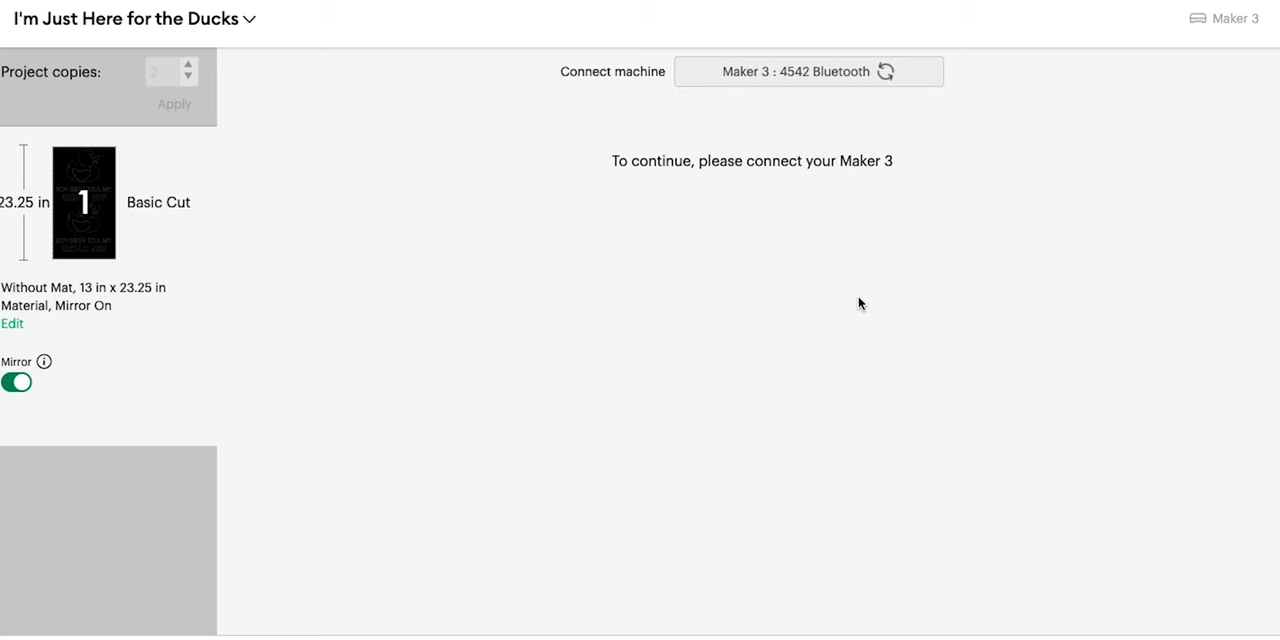 I'm Just Here for the Ducks
Maker 3
Project copies:
2
Apply
Connect machine
Maker 3 : 4542 Bluetooth
To continue, please connect your Maker 3
23.25 in
1
Basic Cut
Without Mat, 13 in x 23.25 in
Material, Mirror On
Edit
Mirror